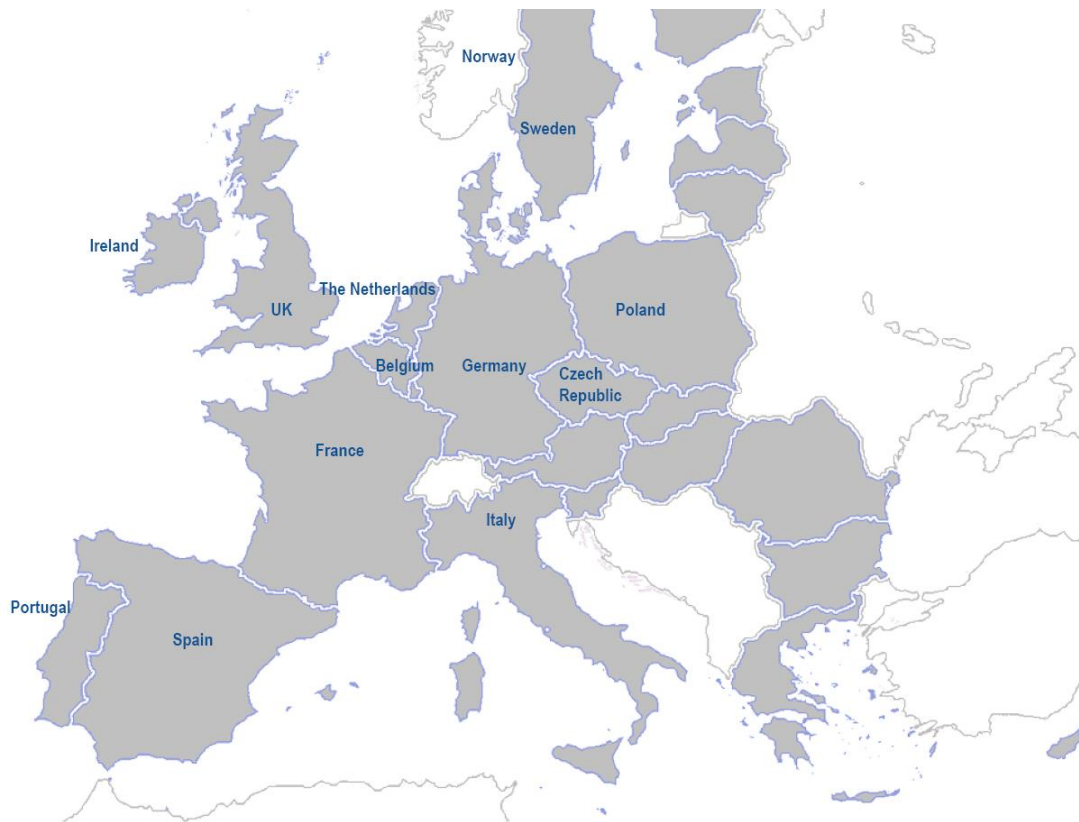 Norway
Sweden
Ireland
The Netherlands
UK
Poland
Belgium
Germany
Czech
Republic
France
Italy
Portugal
Spain